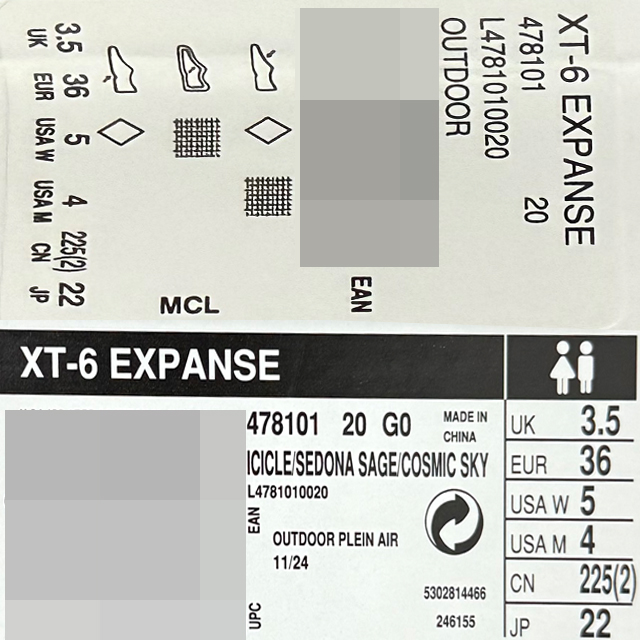 XT-6 EXPANSE
478101 20
L4781010020
OUTDOOR
EAN
MCL
3.5 36 5 4 225(2) 22
UK EUR USA W USA M CN JP
XT-6 EXPANSE
478101 20 G0 MADE IN CHINA
ICICLE/SEDONA SAGE/COSMIC SKY
L4781010020
EAN
OUTDOOR PLEIN AIR
11/24
5302814466
UPC
246155
UK 3.5
EUR 36
USA W 5
USA M 4
CN 225(2)
JP 22